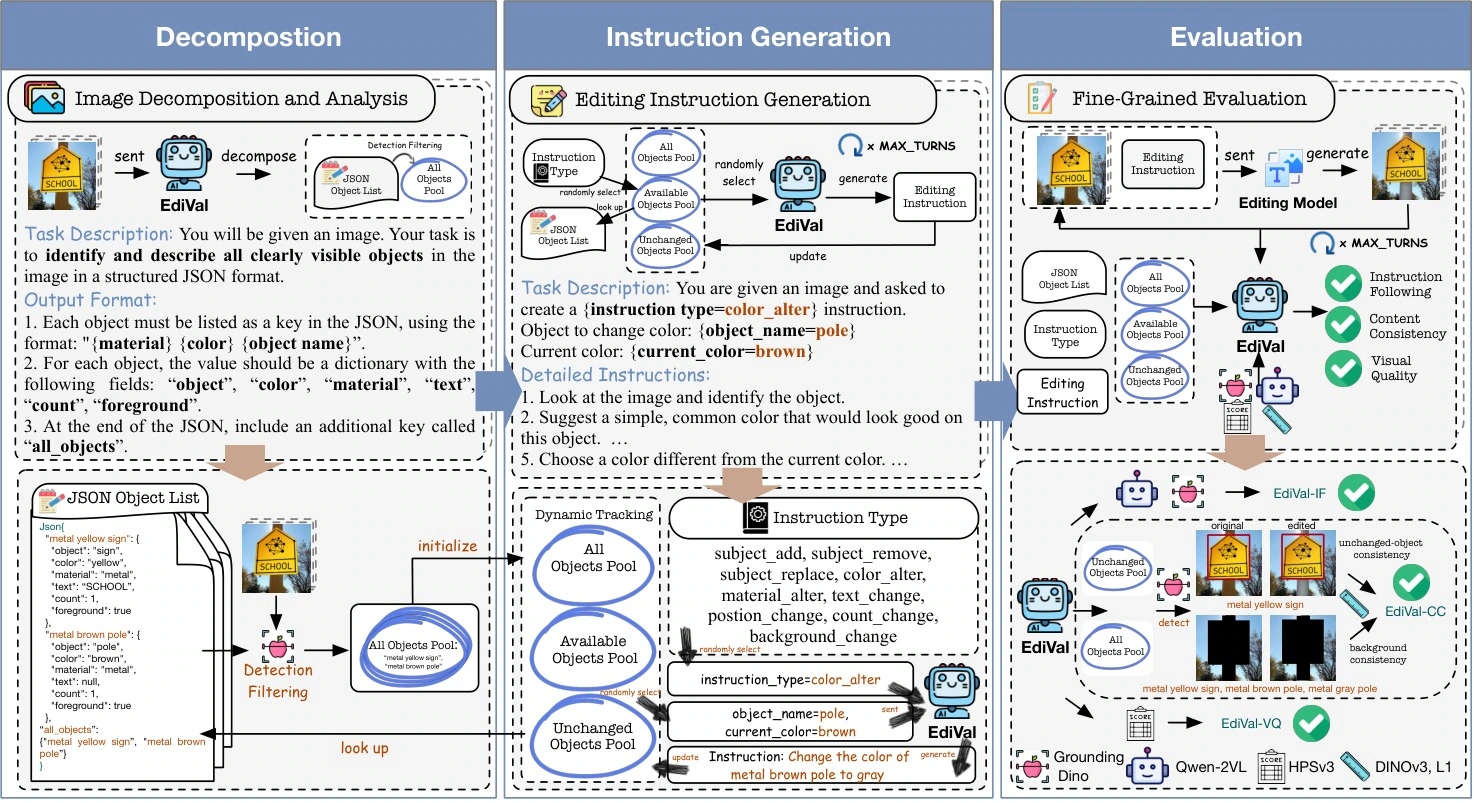 Decompostion
Image Decomposition and Analysis
SCHOOL
sent
AI
EdiVal
decompose
Detection Filtering
JSON
Object List
All
Objects
Pool
Task Description: You will be given an image. Your task is
to identify and describe all clearly visible objects in the
image in a structured JSON format.
Output Format:
1. Each object must be listed as a key in the JSON, using the
format: "{material} {color} {object name}”.
2. For each object, the value should be a dictionary with the
following fields: “object”, “color”, “material”, “text”,
“count”, “foreground”.
3. At the end of the JSON, include an additional key called
“all_objects”.
JSON Object List
Json{
"metal yellow sign": {
"object": "sign",
"color": "yellow",
"material": "metal",
"text": “SCHOOL”,
"count": 1,
"foreground": true
},
"metal brown pole": {
"object": "pole",
"color": "brown",
"material": "metal",
"text": null,
"count": 1,
"foreground": true
},
"all_objects":
{"metal yellow sign”, “metal brown
pole"}
}
SCHOOL
Detection
Filtering
All Objects Pool:
"metal yellow sign",
"metal brown pole"
initialize
look up
Instruction Generation
Editing Instruction Generation
Instruction
Type
randomly select
look up
JSON
Object List
All
Objects Pool
Available
Objects Pool
Unchanged
Objects Pool
randomly
select
AI
EdiVal
x MAX_TURNS
generate
Editing
Instruction
update
Task Description: You are given an image and asked to
create a {instruction type=color_alter} instruction.
Object to change color: {object_name=pole}
Current color: {current_color=brown}
Detailed Instructions:
1. Look at the image and identify the object.
2. Suggest a simple, common color that would look good on
this object. …
5. Choose a color different from the current color. …
Dynamic Tracking
All
Objects Pool
Available
Objects Pool
Unchanged
Objects Pool
Instruction Type
subject_add, subject_remove,
subject_replace, color_alter,
material_alter, text_change,
postion_change, count_change,
background_change
randomly select
instruction_type=color_alter
randomly select
object_name=pole,
current_color=brown
sent
AI
EdiVal
update
Instruction: Change the color of
metal brown pole to gray
generate
Evaluation
Fine-Grained Evaluation
SCHOOL
Editing
Instruction
sent
T
Editing Model
generate
SCHOOL
x MAX_TURNS
JSON
Object List
Instruction
Type
Editing
Instruction
All
Objects Pool
Available
Objects Pool
Unchanged
Objects Pool
AI
EdiVal
SCORE
Instruction
Following
Content
Consistency
Visual
Quality
EdiVal-IF
AI
EdiVal
Unchanged
Objects Pool
All
Objects Pool
detect
original
edited
SCHOOL
SCHOOL
metal yellow sign
metal yellow sign, metal brown pole, metal gray pole
unchanged-object
consistency
EdiVal-CC
background
consistency
SCORE
EdiVal-VQ
Grounding
Dino
Qwen-2VL
SCORE
HPSv3
DINOv3, L1